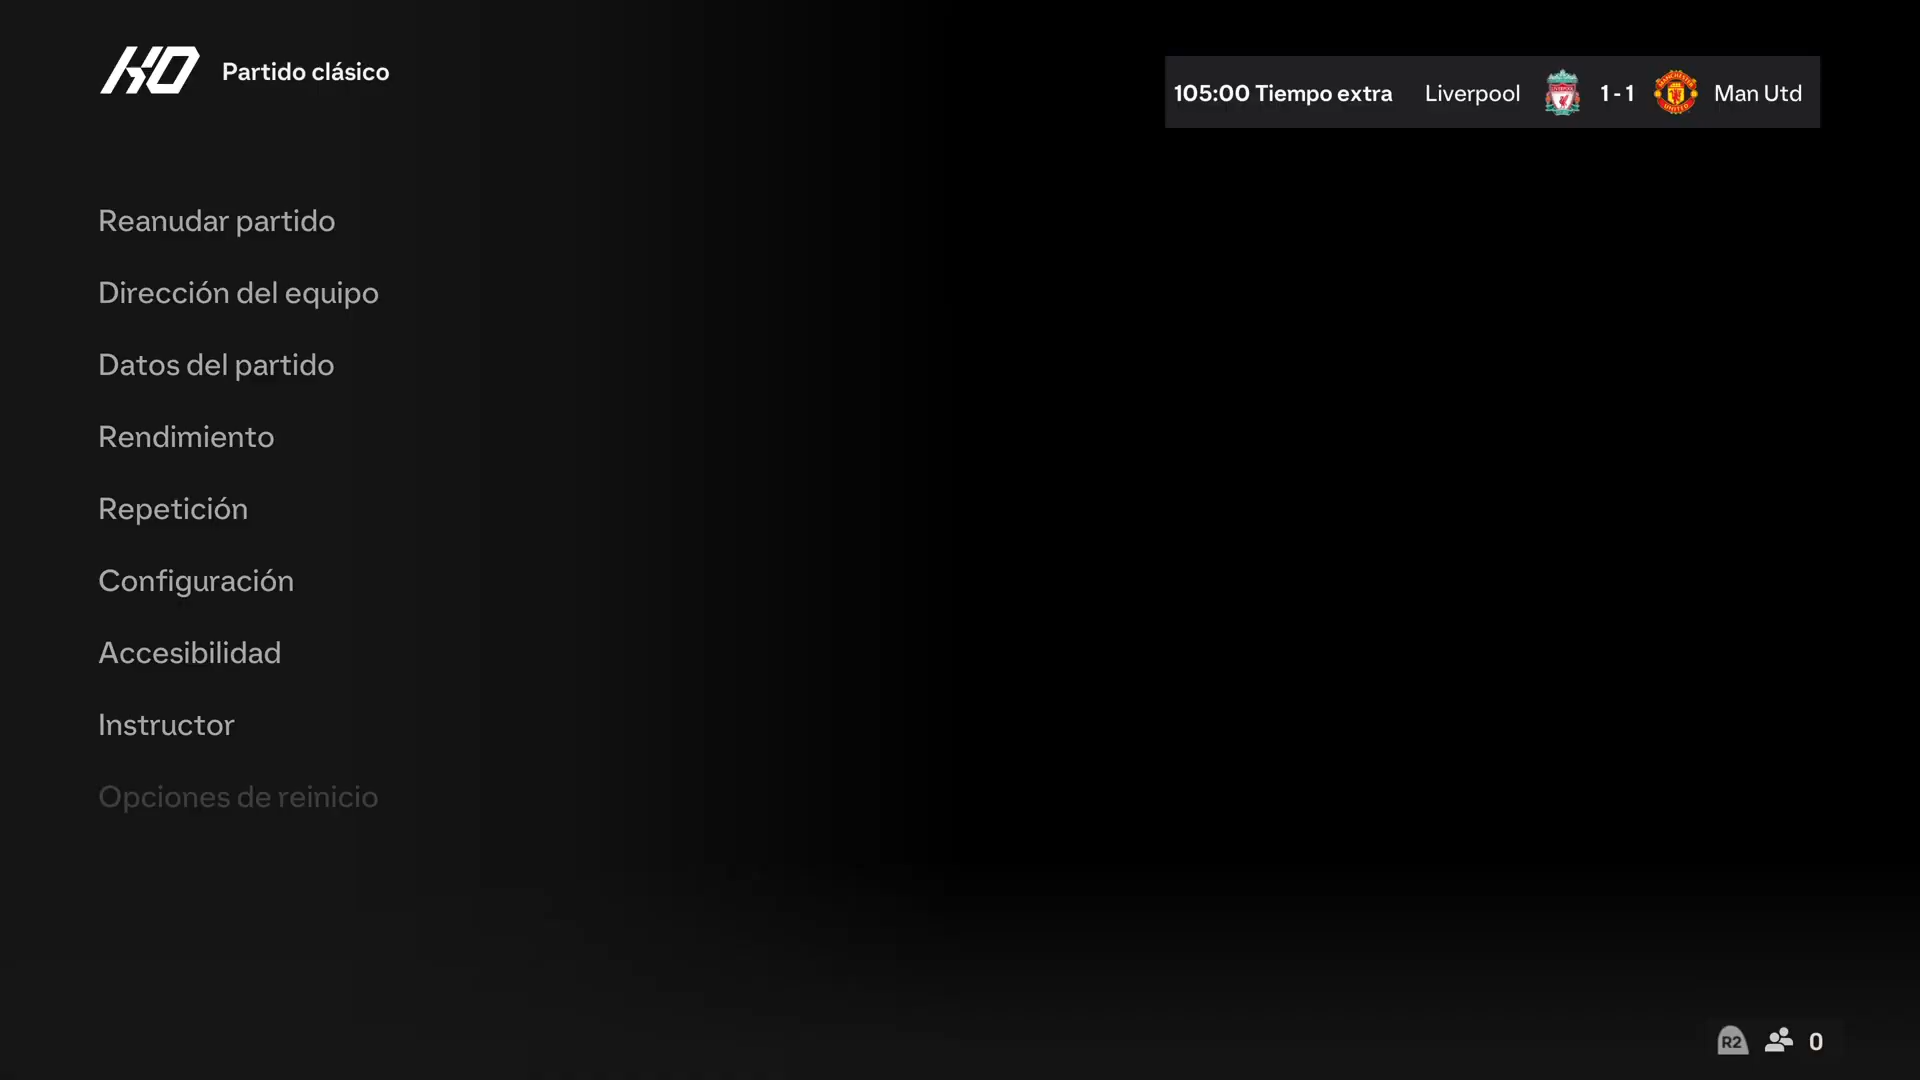 KO Partido clásico
105:00 Tiempo extra Liverpool 1 - 1 Man Utd
Reanudar partido
Dirección del equipo
Datos del partido
Rendimiento
Repetición
Configuración
Accesibilidad
Instructor
Opciones de reinicio
R2 0